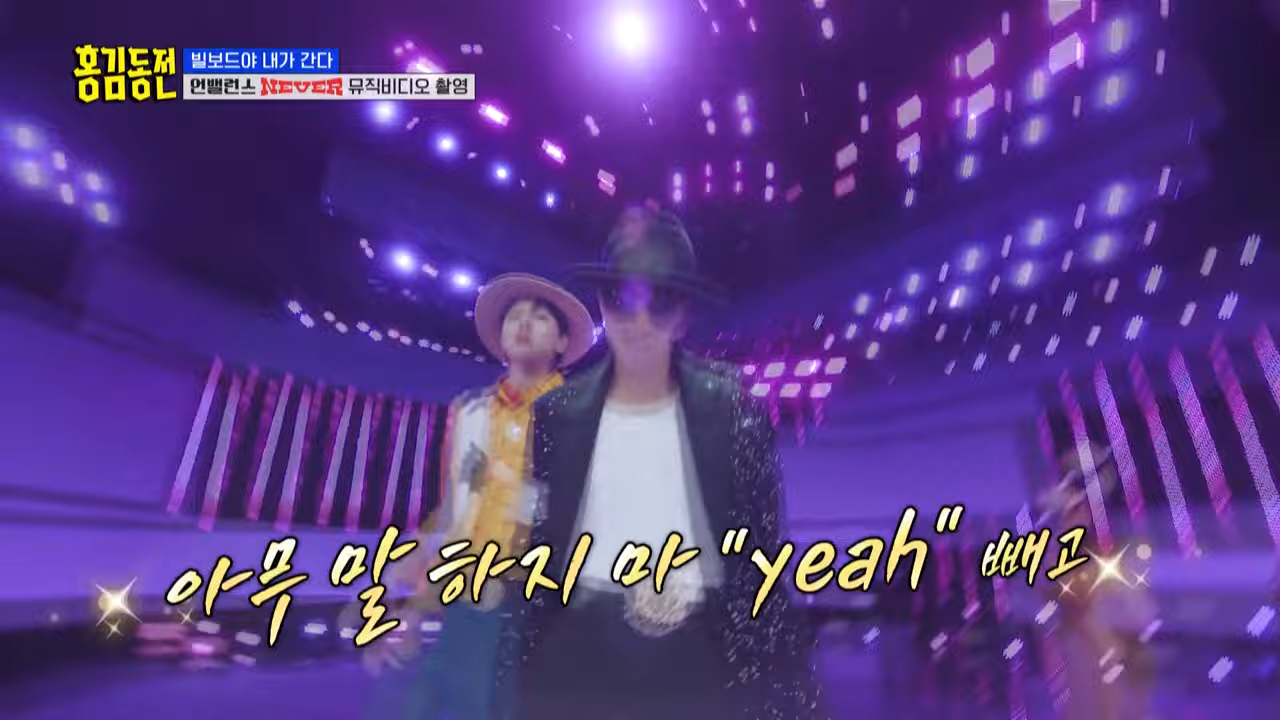 홍김동전
빌보드야 내가 간다
언밸런스 NEVER 뮤직비디오 촬영
아무 말 하지 마 "yeah" 빼고